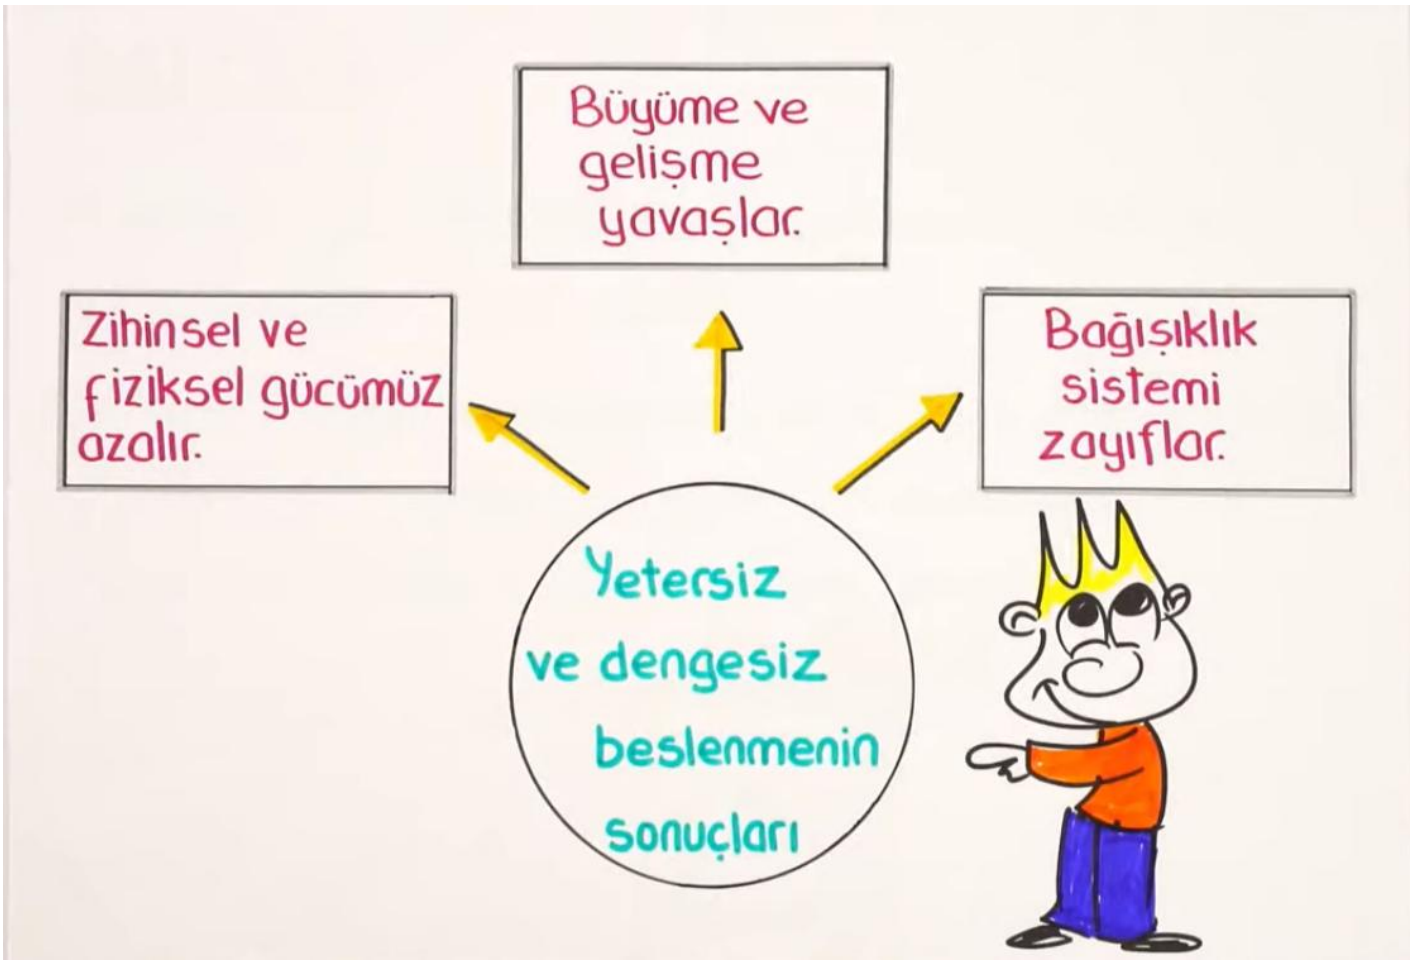 Büyüme ve
gelişme
yavaşlar.
Zihinsel ve
fiziksel gücümüz
azalır.
Bağışıklık
sistemi
zayıflar.
Yetersiz
ve dengesiz
beslenmenin
sonuçları